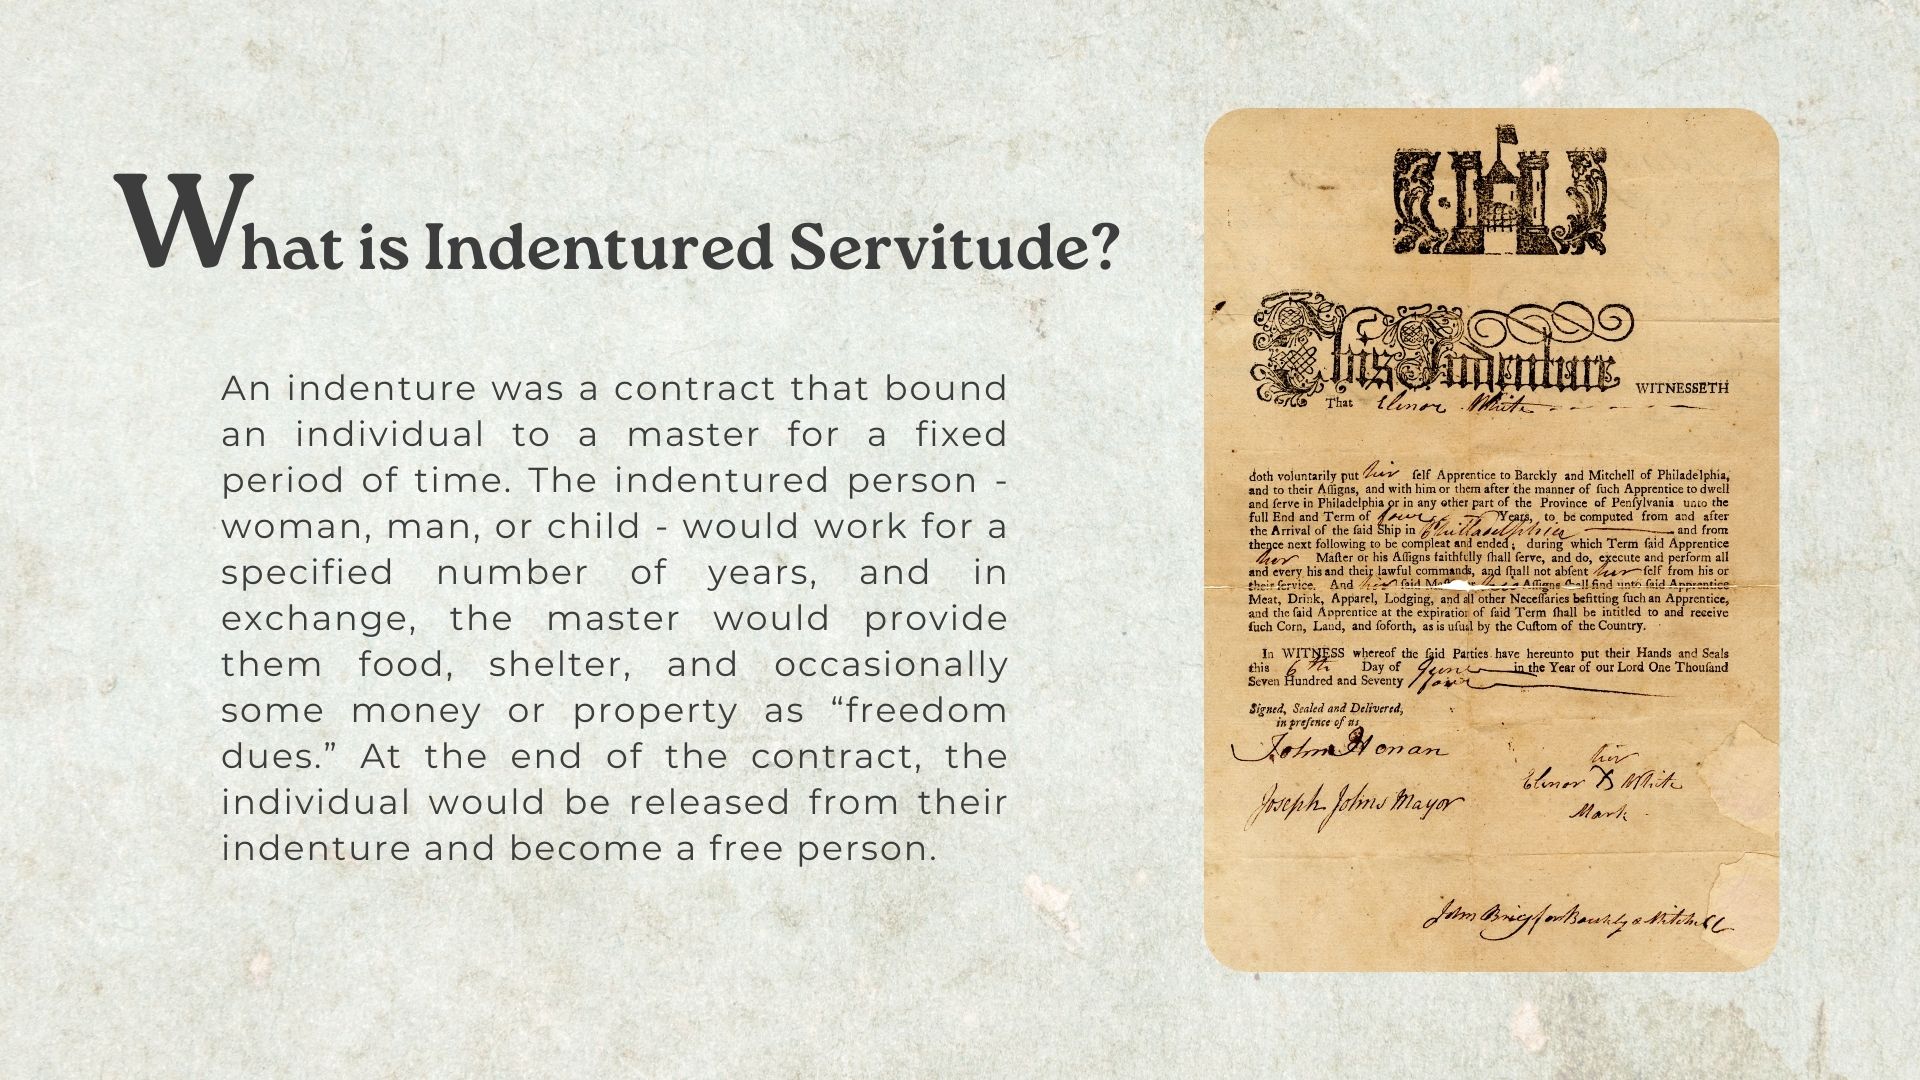 What is Indentured Servitude?
An indenture was a contract that bound
an individual to a master for a fixed
period of time. The indentured person -
woman, man, or child - would work for a
specified number of years, and in
exchange, the master would provide
them food, shelter, and occasionally
some money or property as “freedom
dues.” At the end of the contract, the
individual would be released from their
indenture and become a free person.
This Indenture WITNESSETH
That Elenor White
doth voluntarily put her ſelf Apprentice to Barckly and Mitchell of Philadelphia,
and to their Aſſigns, and with him or them after the manner of ſuch Apprentice to dwell
and ſerve in Philadelphia or in any other part of the Province of Penſylvania unto the
full End and Term of four Years, to be computed from and after
the Arrival of the ſaid Ship in Philladelphia and from
thence next following to be compleat and ended; during which Term ſaid Apprentice
her Maſter or his Aſſigns faithfully ſhall ſerve, and do, execute and perform all
and every his and their lawful commands, and ſhall not abſent her ſelf from his or
their ſervice. And her ſaid Aſſigns ſhall find unto ſaid Apprentice
Meat, Drink, Apparel, Lodging, and all other Neceſſaries befitting ſuch an Apprentice,
and the ſaid Apprentice at the expiration of ſaid Term ſhall be intitled to and receive
ſuch Corn, Land, and ſoforth, as is uſual by the Cuſtom of the Country.
In WITNESS whereof the ſaid Parties have hereunto put their Hands and Seals
this 6th Day of June in the Year of our Lord One Thouſand
Seven Hundred and Seventy four
Signed, Sealed and Delivered,
in preſence of us
John Honan
Joseph Johns Mayor
her
Elenor X White
Mark
John for Barckly & Mitchell